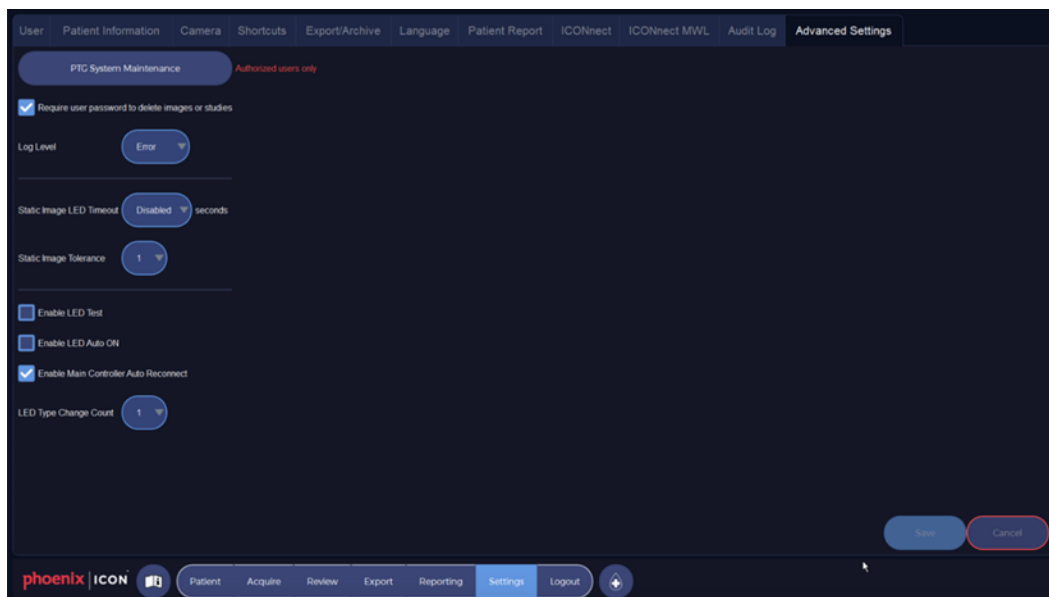 User Patient Information Camera Shortcuts Export/Archive Language Patient Report ICONnect ICONnect MWL Audit Log Advanced Settings
PTG System Maintenance Authorized users only
Require user password to delete images or studies
Log Level Error
Static Image LED Timeout Disabled seconds
Static Image Tolerance 1
Enable LED Test
Enable LED Auto ON
Enable Main Controller Auto Reconnect
LED Type Change Count 1
Save Cancel
phoenix | ICON Patient Acquire Review Export Reporting Settings Logout